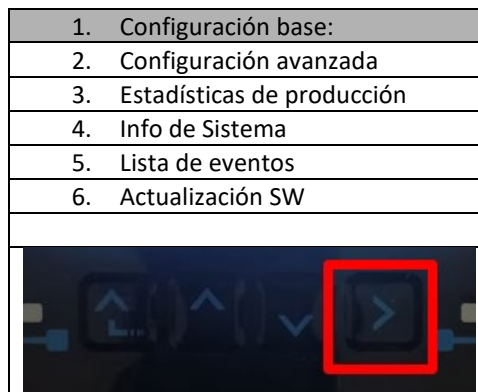 1. Configuración base:
2. Configuración avanzada
3. Estadísticas de producción
4. Info de Sistema
5. Lista de eventos
6. Actualización SW